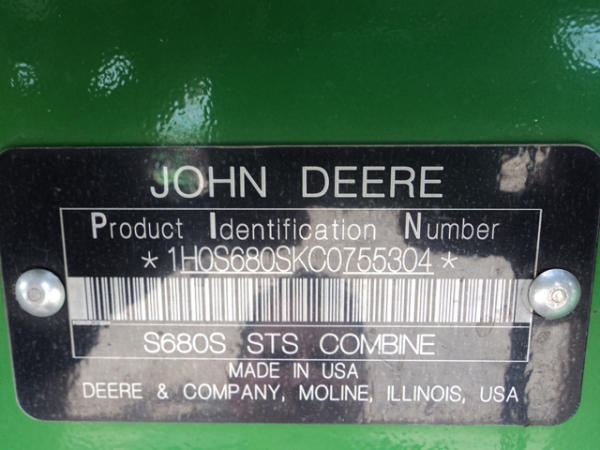 JOHN DEERE
Product Identification Number
*1H0S680SKC0755304*
S680S STS COMBINE
MADE IN USA
DEERE & COMPANY, MOLINE, ILLINOIS, USA